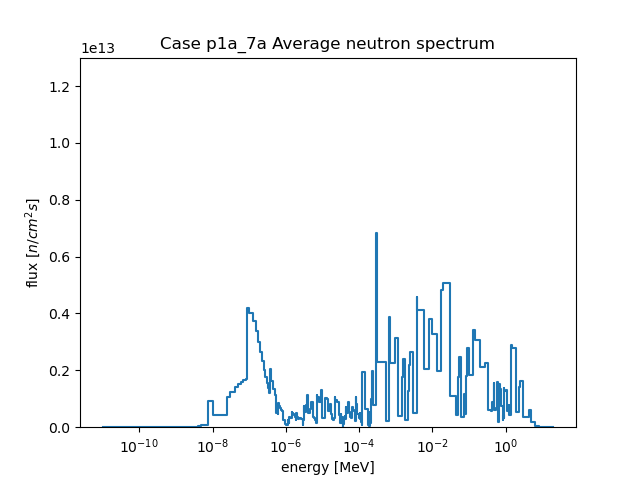 Case p1a_7a Average neutron spectrum
1e13
1.2
1.0
0.8
0.6
0.4
0.2
0.0
flux [n/cm²s]
10⁻¹⁰ 10⁻⁸ 10⁻⁶ 10⁻⁴ 10⁻² 10⁰
energy [MeV]